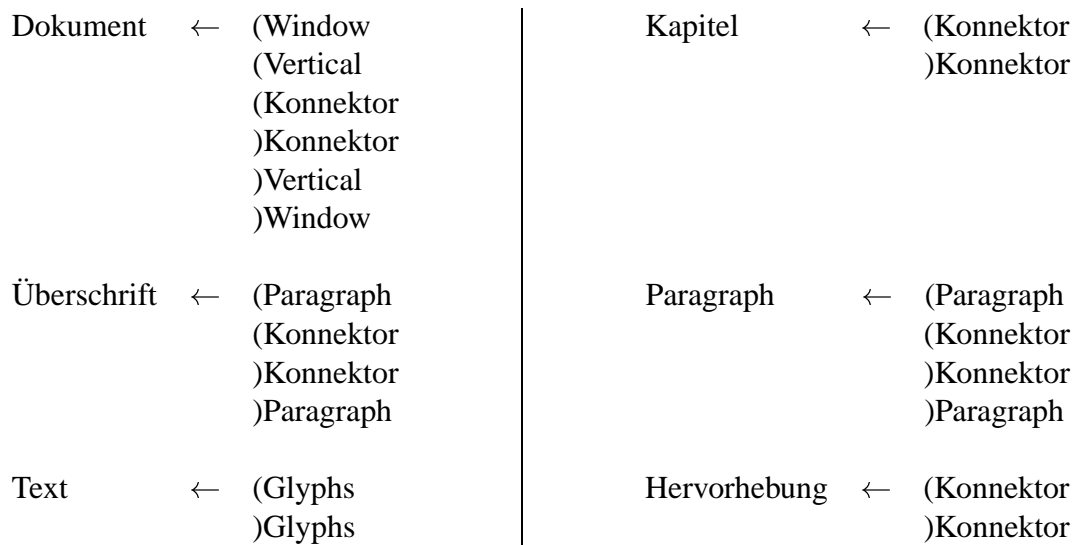 Dokument ← (Window
(Vertical
(Konnektor
)Konnektor
)Vertical
)Window
Kapitel ← (Konnektor
)Konnektor
Überschrift ← (Paragraph
(Konnektor
)Konnektor
)Paragraph
Paragraph ← (Paragraph
(Konnektor
)Konnektor
)Paragraph
Text ← (Glyphs
)Glyphs
Hervorhebung ← (Konnektor
)Konnektor